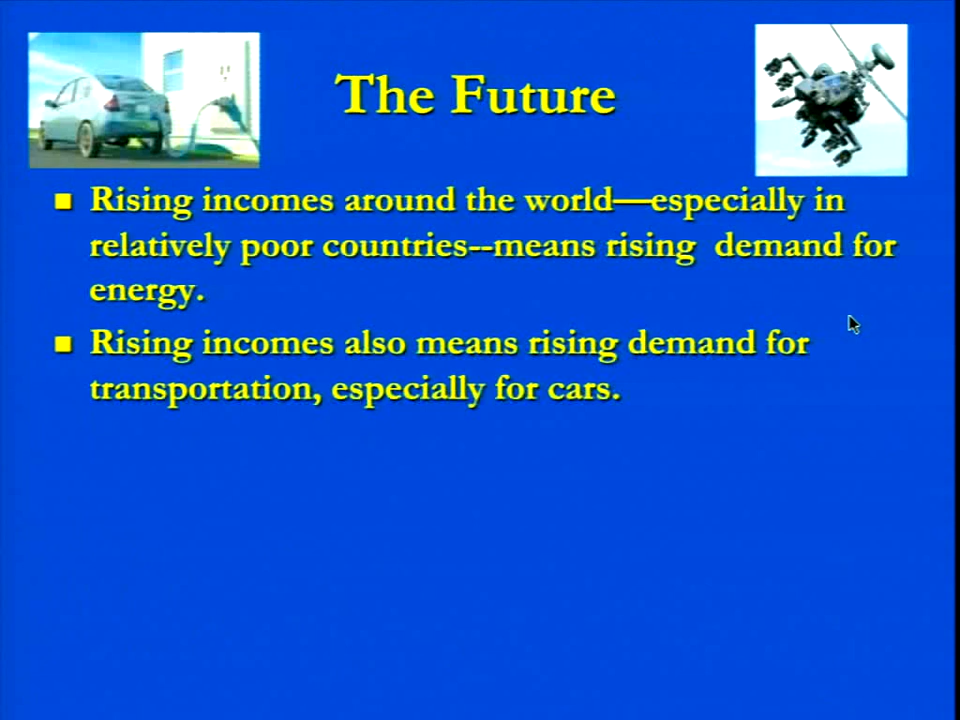 The Future
Rising incomes around the world—especially in
relatively poor countries--means rising demand for
energy.
Rising incomes also means rising demand for
transportation, especially for cars.